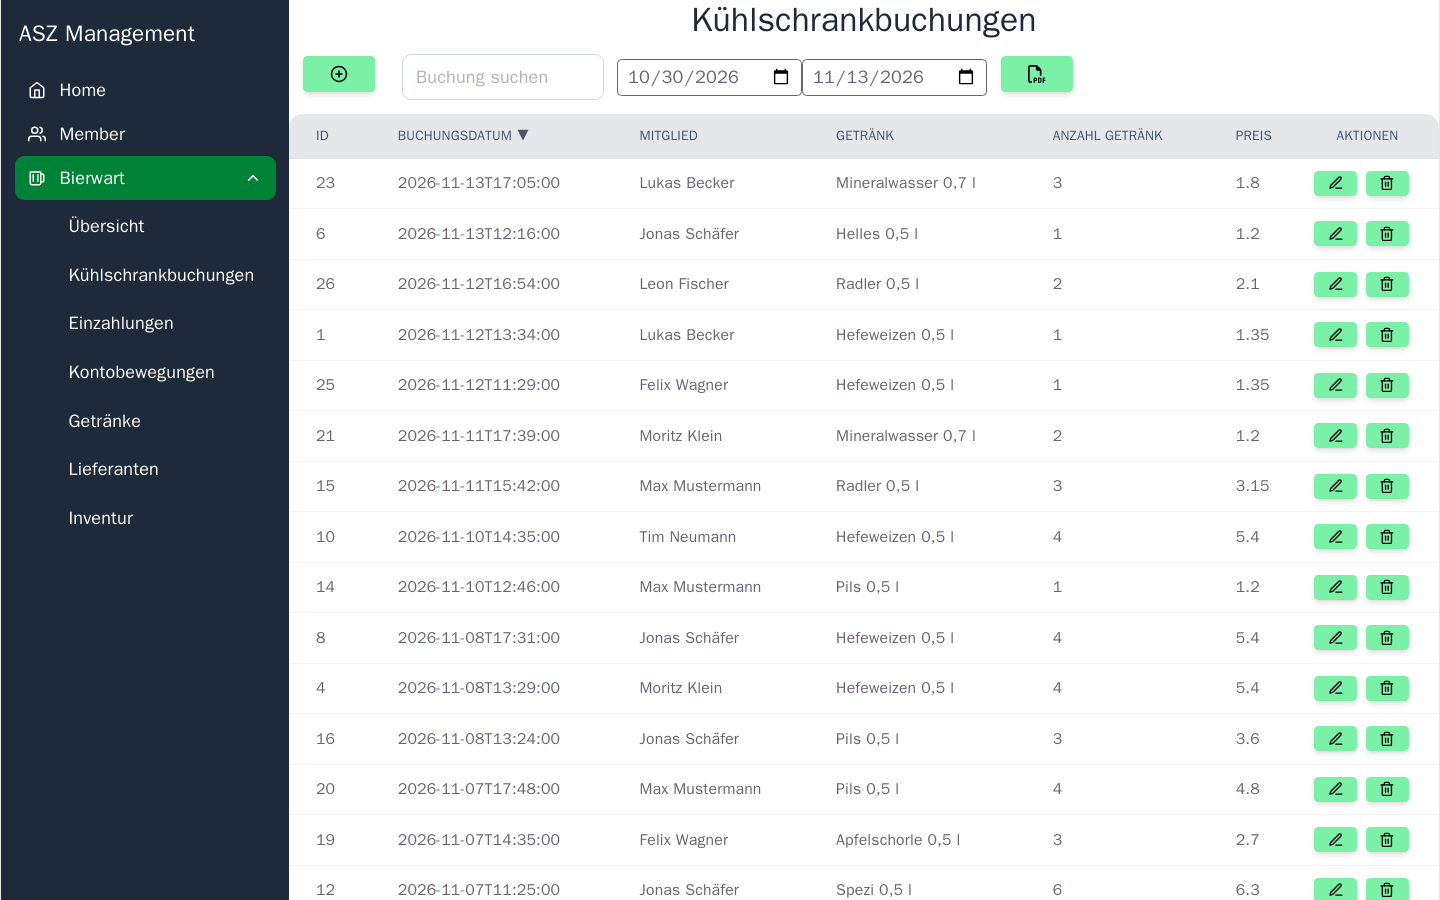 ASZ Management
Home
Member
Bierwart
Übersicht
Kühlschrankbuchungen
Einzahlungen
Kontobewegungen
Getränke
Lieferanten
Inventur
Kühlschrankbuchungen
Buchung suchen 10/30/2026 11/13/2026 PDF
ID BUCHUNGSDATUM ▼ MITGLIED GETRÄNK ANZAHL GETRÄNK PREIS AKTIONEN
23 2026-11-13T17:05:00 Lukas Becker Mineralwasser 0,7 l 3 1.8
6 2026-11-13T12:16:00 Jonas Schäfer Helles 0,5 l 1 1.2
26 2026-11-12T16:54:00 Leon Fischer Radler 0,5 l 2 2.1
1 2026-11-12T13:34:00 Lukas Becker Hefeweizen 0,5 l 1 1.35
25 2026-11-12T11:29:00 Felix Wagner Hefeweizen 0,5 l 1 1.35
21 2026-11-11T17:39:00 Moritz Klein Mineralwasser 0,7 l 2 1.2
15 2026-11-11T15:42:00 Max Mustermann Radler 0,5 l 3 3.15
10 2026-11-10T14:35:00 Tim Neumann Hefeweizen 0,5 l 4 5.4
14 2026-11-10T12:46:00 Max Mustermann Pils 0,5 l 1 1.2
8 2026-11-08T17:31:00 Jonas Schäfer Hefeweizen 0,5 l 4 5.4
4 2026-11-08T13:29:00 Moritz Klein Hefeweizen 0,5 l 4 5.4
16 2026-11-08T13:24:00 Jonas Schäfer Pils 0,5 l 3 3.6
20 2026-11-07T17:48:00 Max Mustermann Pils 0,5 l 4 4.8
19 2026-11-07T14:35:00 Felix Wagner Apfelschorle 0,5 l 3 2.7
12 2026-11-07T11:25:00 Jonas Schäfer Spezi 0,5 l 6 6.3